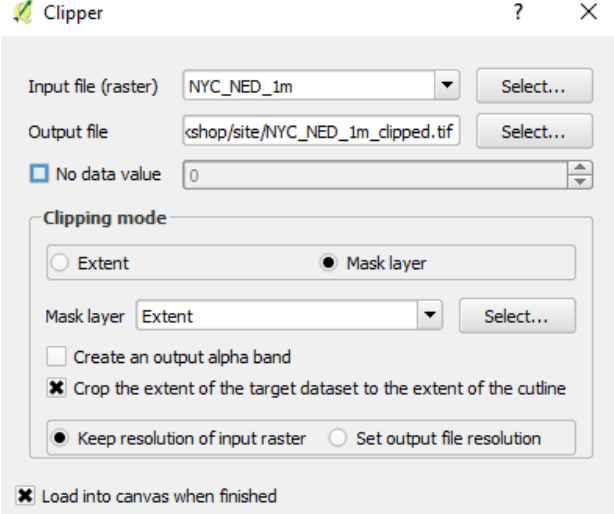 Clipper ? ×
Input file (raster) NYC_NED_1m Select...
Output file kshop/site/NYC_NED_1m_clipped.tif Select...
No data value 0
Clipping mode
Extent Mask layer
Mask layer Extent Select...
Create an output alpha band
Crop the extent of the target dataset to the extent of the cutline
Keep resolution of input raster Set output file resolution
Load into canvas when finished